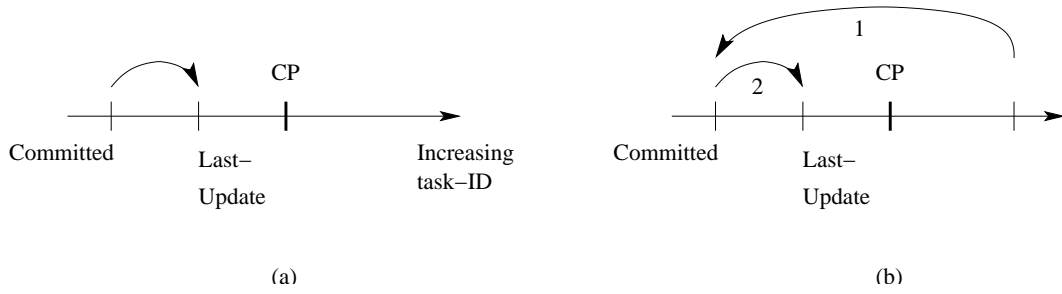 CP
Committed
Last–
Update
Increasing
task–ID
(a)
1
CP
2
Committed
Last–
Update
(b)